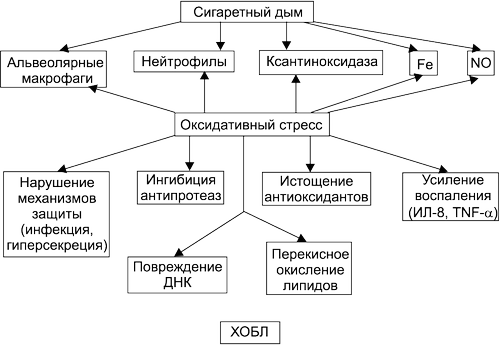 Сигаретный дым
Альвеолярные
макрофаги
Нейтрофилы
Ксантиноксидаза
Fe
NO
Оксидативный стресс
Нарушение
механизмов
защиты
(инфекция,
гиперсекреция)
Ингибиция
антипротеаз
Истощение
антиоксидантов
Усиление
воспаления
(ИЛ-8, TNF-α)
Повреждение
ДНК
Перекисное
окисление
липидов
ХОБЛ